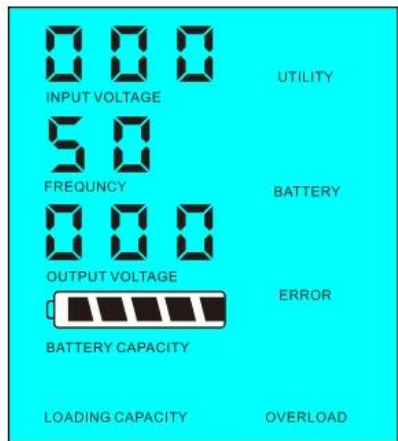 000
UTILITY
INPUT VOLTAGE
50
FREQUNCY
BATTERY
000
OUTPUT VOLTAGE
ERROR
BATTERY CAPACITY
LOADING CAPACITY
OVERLOAD